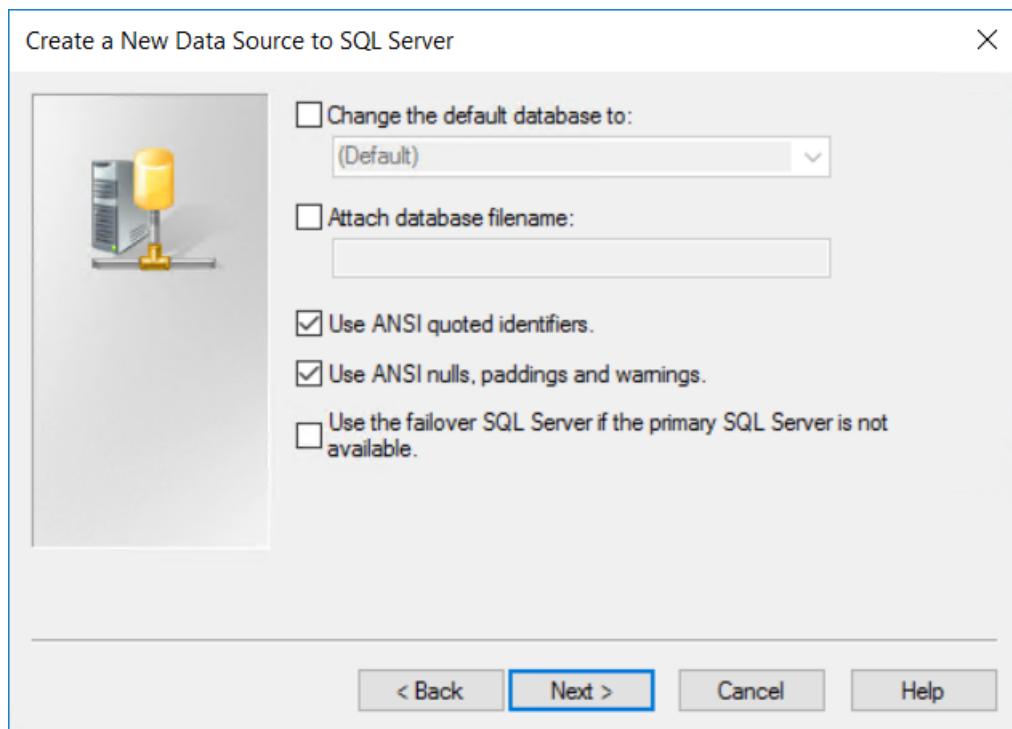 Create a New Data Source to SQL Server
Change the default database to:
(Default)
Attach database filename:
Use ANSI quoted identifiers.
Use ANSI nulls, paddings and warnings.
Use the failover SQL Server if the primary SQL Server is not
available.
< Back
Next >
Cancel
Help